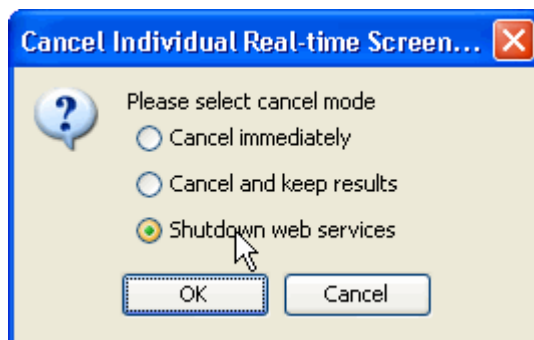 Cancel Individual Real-time Screen...
Please select cancel mode
Cancel immediately
Cancel and keep results
Shutdown web services
OK Cancel